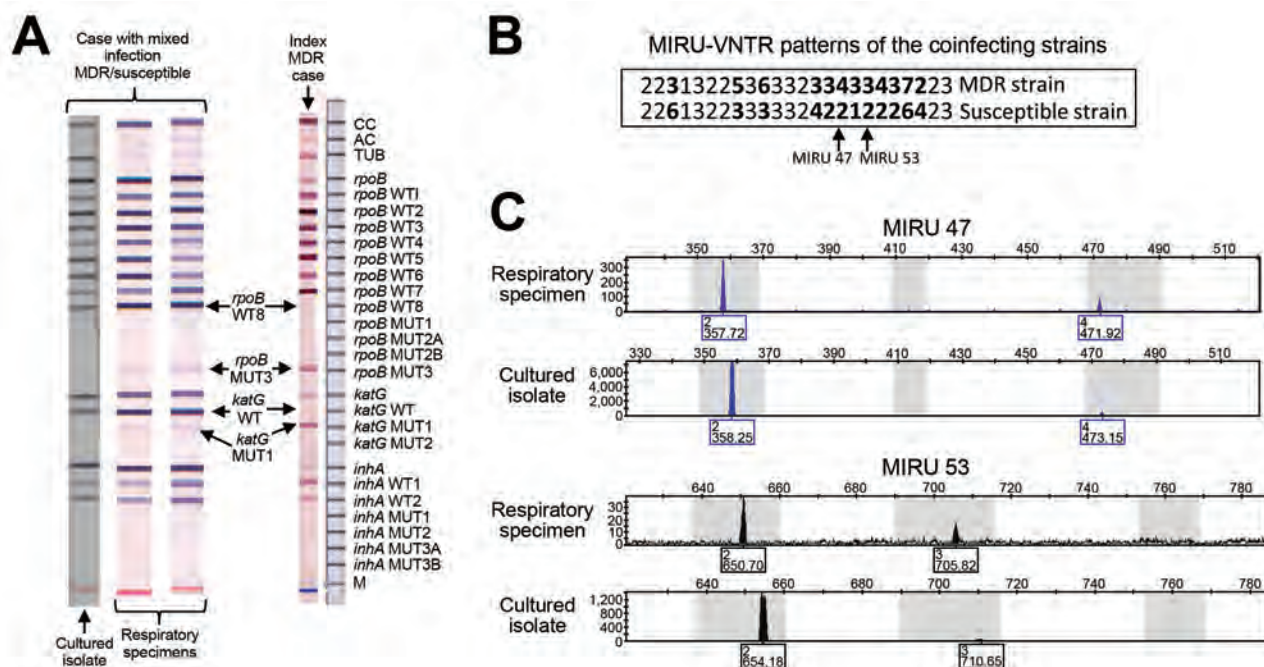 A
Case with mixed
infection
MDR/susceptible
Index
MDR
case
CC
AC
TUB
rpoB
rpoB WT1
rpoB WT2
rpoB WT3
rpoB WT4
rpoB WT5
rpoB WT6
rpoB WT7
rpoB WT8
rpoB MUT1
rpoB MUT2A
rpoB MUT2B
rpoB MUT3
katG
katG WT
katG MUT1
katG MUT2
inhA
inhA WT1
inhA WT2
inhA MUT1
inhA MUT2
inhA MUT3A
inhA MUT3B
M
rpoB
WT8
rpoB
MUT3
katG
WT
katG
MUT1
Cultured
isolate
Respiratory
specimens
B
MIRU-VNTR patterns of the coinfecting strains
223132253633233433437223 MDR strain
226132233333242212226423 Susceptible strain
MIRU 47 MIRU 53
C
MIRU 47
350 370 390 410 430 450 470 490 510
Respiratory
specimen
300
200
100
0
2
357.72
4
471.92
330 350 370 390 410 430 450 470 490 510
Cultured
isolate
6,000
4,000
2,000
0
2
358.25
4
473.15
MIRU 53
640 660 680 700 720 740 760 780
Respiratory
specimen
30
20
10
0
2
650.70
3
705.82
640 660 680 700 720 740 760 780
Cultured
isolate
1,200
800
400
0
2
654.18
3
710.65